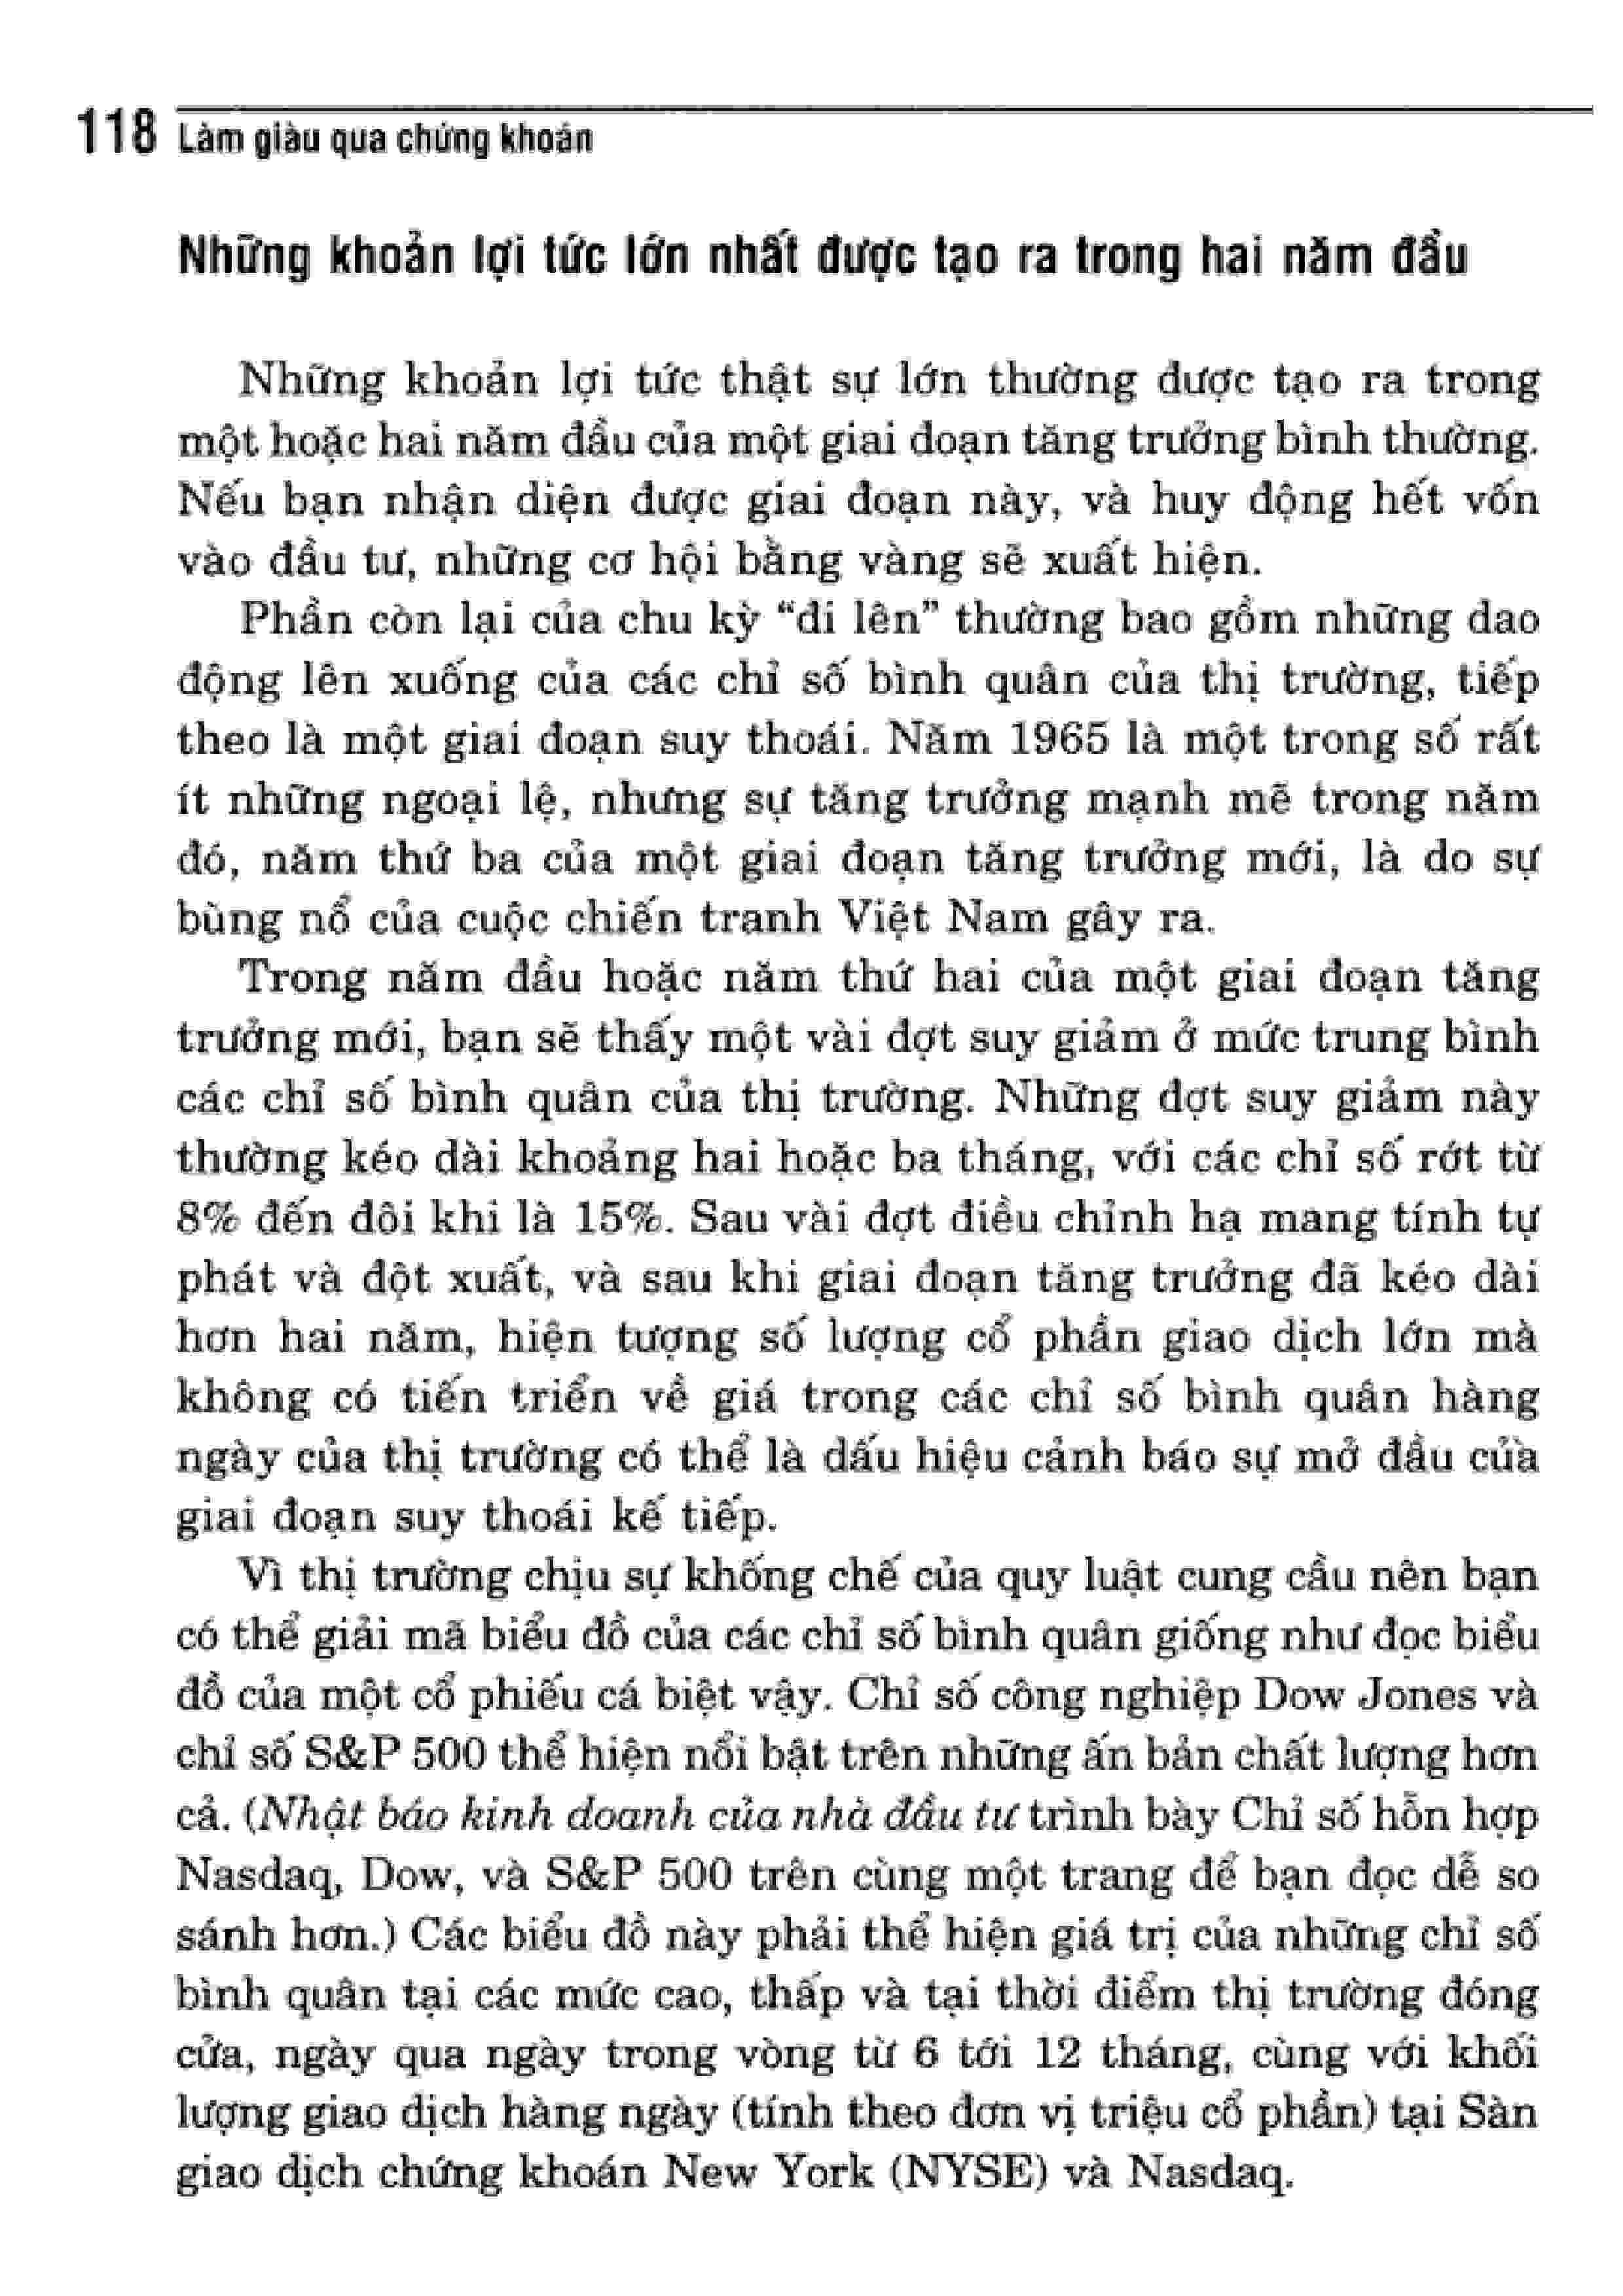 118 Làm giàu qua chứng khoán
Những khoản lợi tức lớn nhất được tạo ra trong hai năm đầu
Những khoản lợi tức thật sự lớn thường được tạo ra trong
một hoặc hai năm đầu của một giai đoạn tăng trưởng bình thường.
Nếu bạn nhận diện được giai đoạn này, và huy động hết vốn
vào đầu tư, những cơ hội bằng vàng sẽ xuất hiện.
Phần còn lại của chu kỳ “đi lên” thường bao gồm những dao
động lên xuống của các chỉ số bình quân của thị trường, tiếp
theo là một giai đoạn suy thoái. Năm 1965 là một trong số rất
ít những ngoại lệ, nhưng sự tăng trưởng mạnh mẽ trong năm
đó, năm thứ ba của một giai đoạn tăng trưởng mới, là do sự
bùng nổ của cuộc chiến tranh Việt Nam gây ra.
Trong năm đầu hoặc năm thứ hai của một giai đoạn tăng
trưởng mới, bạn sẽ thấy một vài đợt suy giảm ở mức trung bình
các chỉ số bình quân của thị trường. Những đợt suy giảm này
thường kéo dài khoảng hai hoặc ba tháng, với các chỉ số rớt từ
8% đến đôi khi là 15%. Sau vài đợt điều chỉnh hạ mang tính tự
phát và đột xuất, và sau khi giai đoạn tăng trưởng đã kéo dài
hơn hai năm, hiện tượng số lượng cổ phần giao dịch lớn mà
không có tiến triển về giá trong các chỉ số bình quân hàng
ngày của thị trường có thể là dấu hiệu cảnh báo sự mở đầu của
giai đoạn suy thoái kế tiếp.
Vì thị trường chịu sự khống chế của quy luật cung cầu nên bạn
có thể giải mã biểu đồ của các chỉ số bình quân giống như đọc biểu
đồ của một cổ phiếu cá biệt vậy. Chỉ số công nghiệp Dow Jones và
chỉ số S&P 500 thể hiện nổi bật trên những ấn bản chất lượng hơn
cả. (Nhật báo kinh doanh của nhà đầu tư trình bày Chỉ số hỗn hợp
Nasdaq, Dow, và S&P 500 trên cùng một trang để bạn đọc dễ so
sánh hơn.) Các biểu đồ này phải thể hiện giá trị của những chỉ số
bình quân tại các mức cao, thấp và tại thời điểm thị trường đóng
cửa, ngày qua ngày trong vòng từ 6 tới 12 tháng, cùng với khối
lượng giao dịch hàng ngày (tính theo đơn vị triệu cổ phần) tại Sàn
giao dịch chứng khoán New York (NYSE) và Nasdaq.